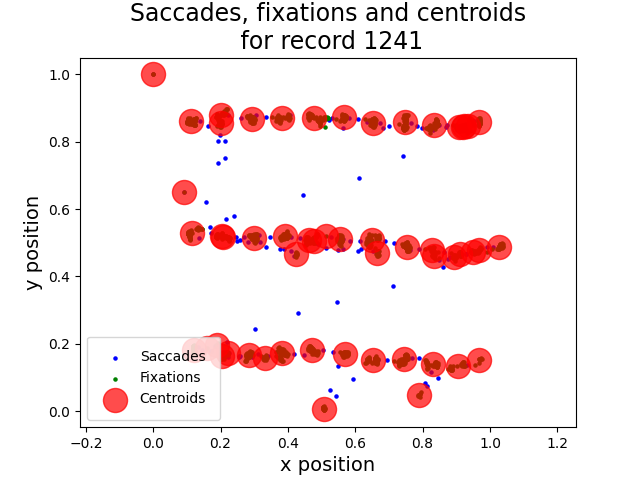 Saccades, fixations and centroids
for record 1241
1.0
0.8
0.6
0.4
0.2
0.0
y position
Saccades
Fixations
Centroids
−0.2
0.0
0.2
0.4
0.6
0.8
1.0
1.2
x position